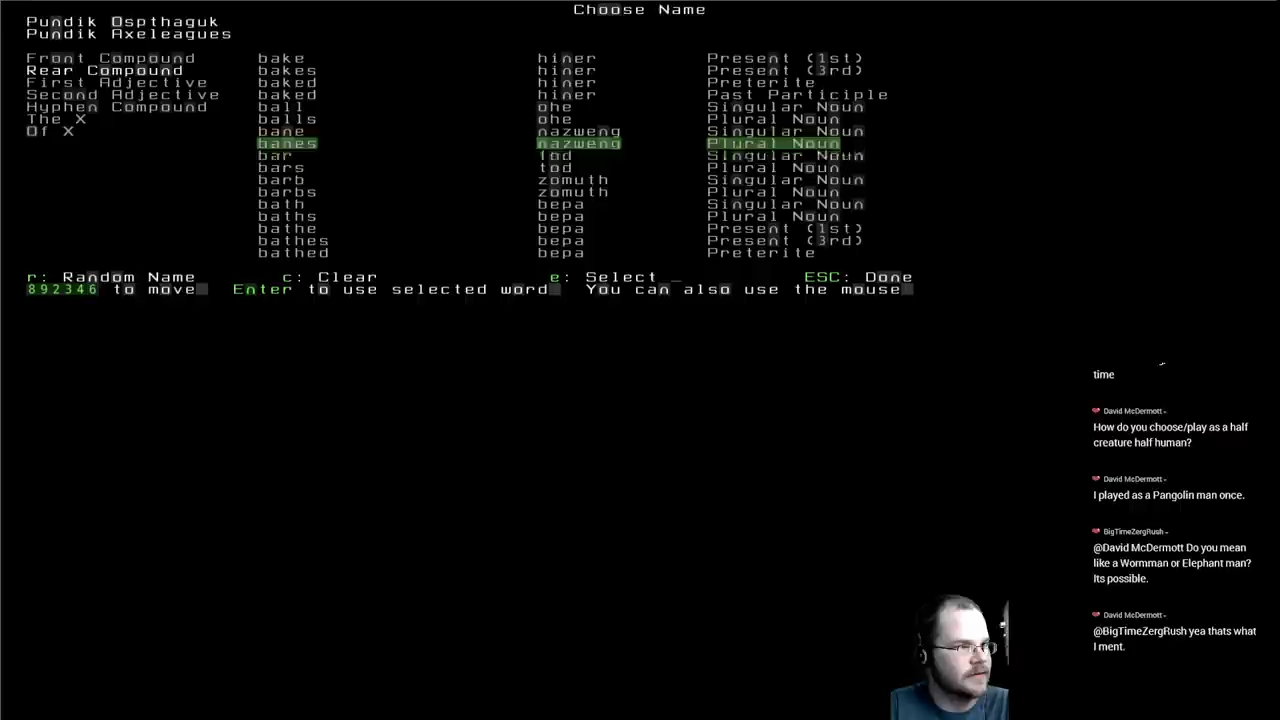 Choose Name
Pundik Ospthaguk
Pundik Axeleagues
Front Compound bake hiner Present (1st)
Rear Compound bakes hiner Present (3rd)
First Adjective baked hiner Preterite
Second Adjective baked hiner Past Participle
Hyphen Compound ball ohe Singular Noun
The X balls ohe Plural Noun
Of X bane nazweng Singular Noun
banes nazweng Plural Noun
bar tod Singular Noun
bars tod Plural Noun
barb zomuth Singular Noun
barbs zomuth Plural Noun
bath bepa Singular Noun
baths bepa Plural Noun
bathe bepa Present (1st)
bathes bepa Present (3rd)
bathed bepa Preterite
r: Random Name c: Clear e: Select _ ESC: Done
892346 to move Enter to use selected word You can also use the mouse
time
David McDermott
How do you choose/play as a half
creature half human?
David McDermott
I played as a Pangolin man once.
BigTimeZergRush
@David McDermott Do you mean
like a Wormman or Elephant man?
Its possible.
David McDermott
@BigTimeZergRush yea thats what
I ment.